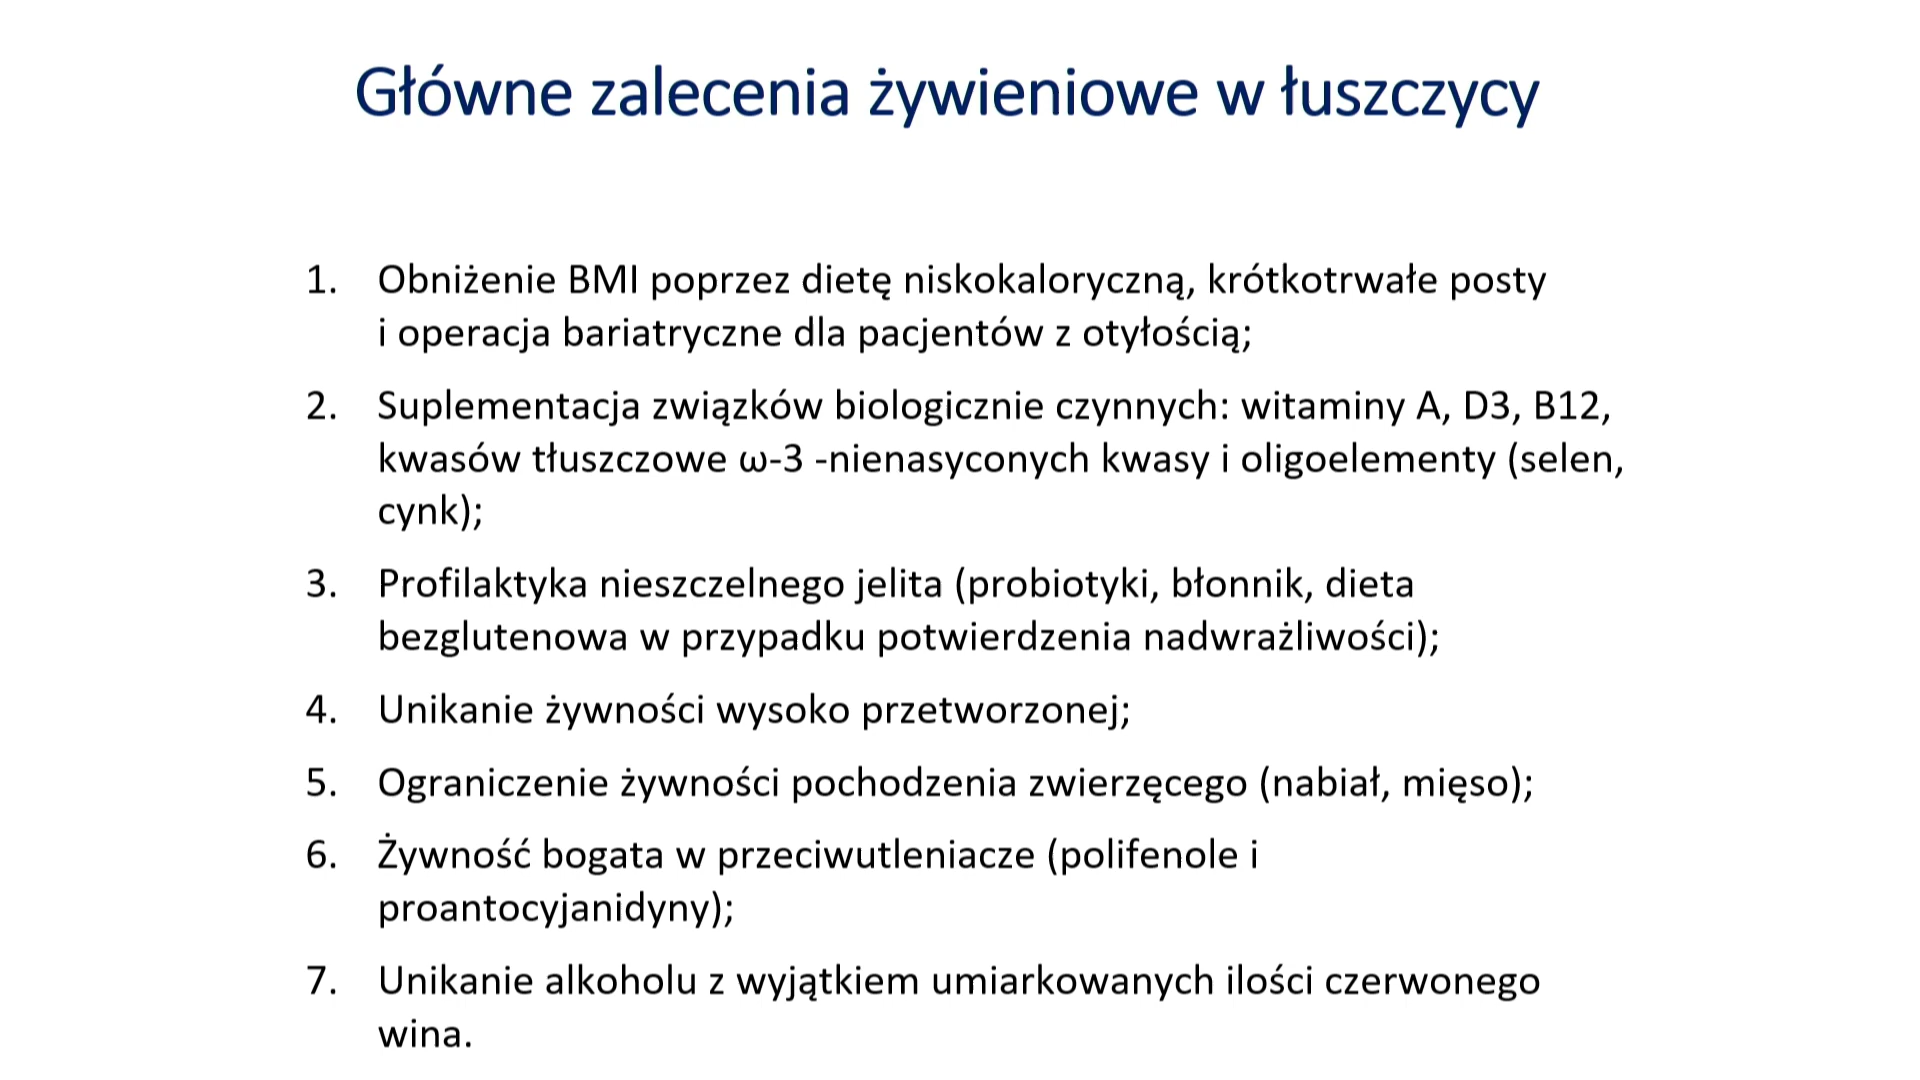 Główne zalecenia żywieniowe w łuszczycy
1. Obniżenie BMI poprzez dietę niskokaloryczną, krótkotrwałe posty
i operacja bariatryczne dla pacjentów z otyłością;
2. Suplementacja związków biologicznie czynnych: witaminy A, D3, B12,
kwasów tłuszczowe ω-3 -nienasyconych kwasy i oligoelementy (selen,
cynk);
3. Profilaktyka nieszczelnego jelita (probiotyki, błonnik, dieta
bezglutenowa w przypadku potwierdzenia nadwrażliwości);
4. Unikanie żywności wysoko przetworzonej;
5. Ograniczenie żywności pochodzenia zwierzęcego (nabiał, mięso);
6. Żywność bogata w przeciwutleniacze (polifenole i
proantocyjanidyny);
7. Unikanie alkoholu z wyjątkiem umiarkowanych ilości czerwonego
wina.